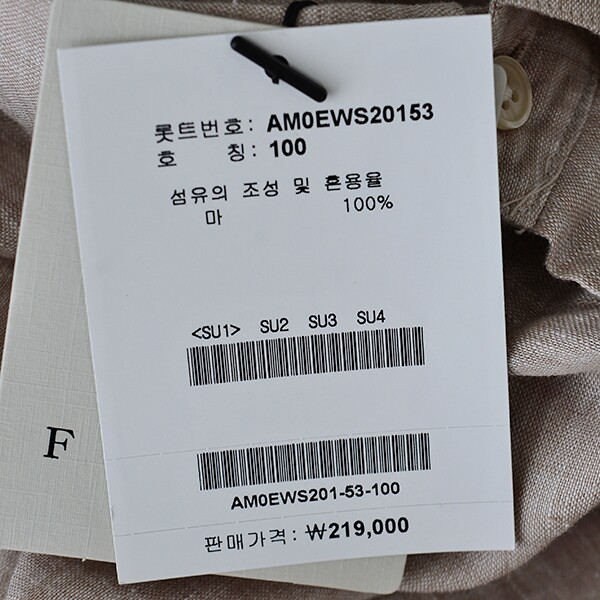 롯트번호: AM0EWS20153
호 칭: 100
섬유의 조성 및 혼용율
마 100%
<SU1> SU2 SU3 SU4
AM0EWS201-53-100
판매가격: ₩219,000
F